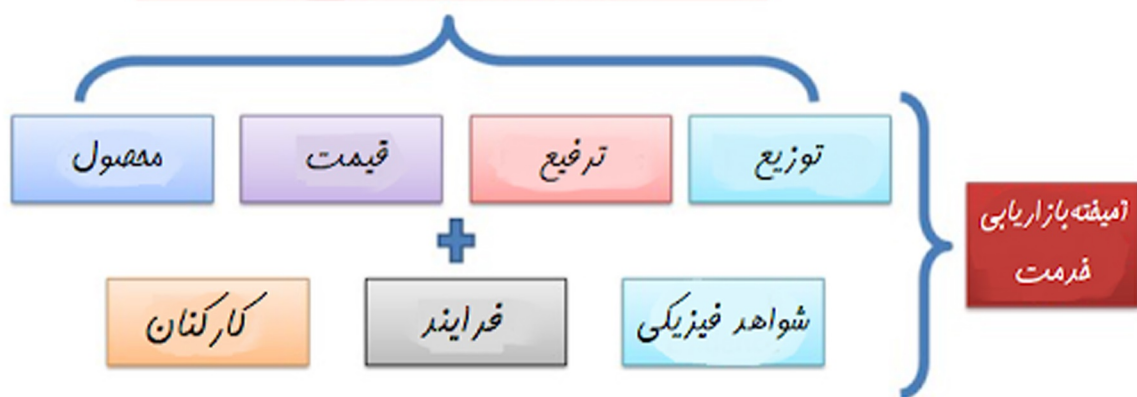 توزیع
ترفیع
قیمت
محصول
آمیخته بازاریابی
خدمت
شواهد فیزیکی
فرایند
کارکنان